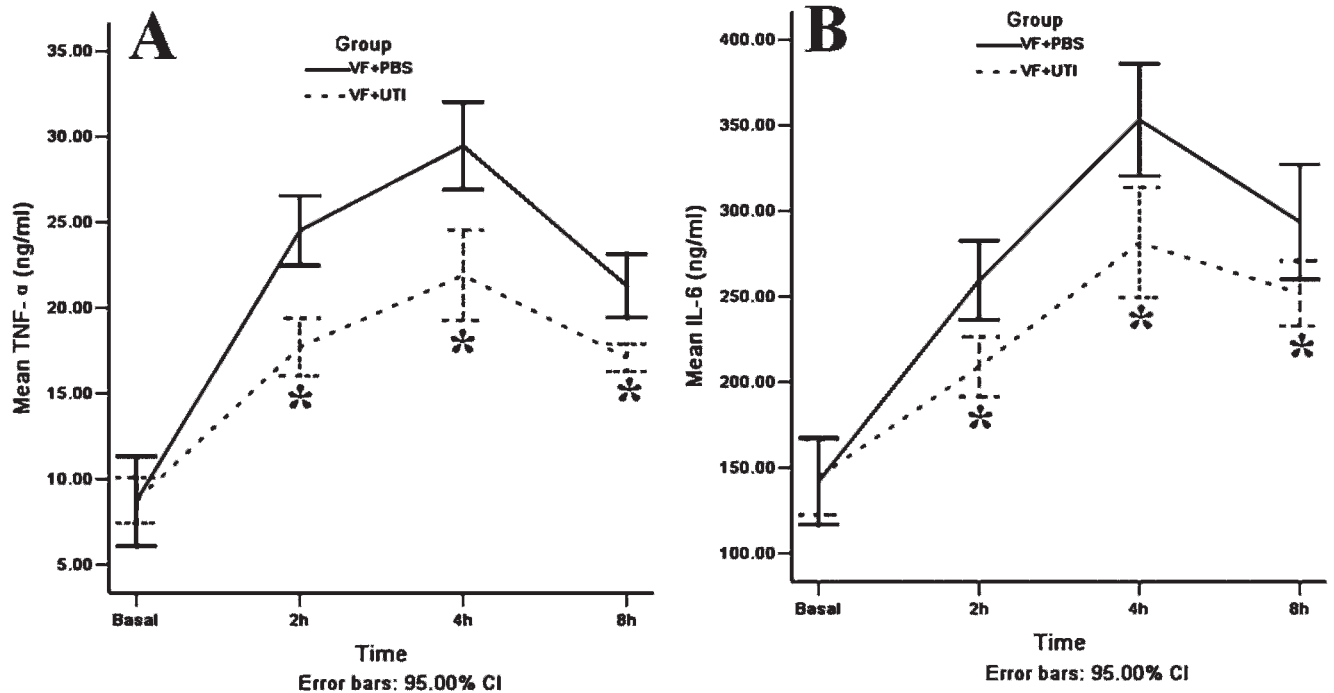 A
Group
VF+PBS
VF+UTI
35.00
30.00
25.00
20.00
15.00
10.00
5.00
Mean TNF- α (ng/ml)
*
*
*
Basal
2h
4h
8h
Time
Error bars: 95.00% CI
B
Group
VF+PBS
VF+UTI
400.00
350.00
300.00
250.00
200.00
150.00
100.00
Mean IL-6 (ng/ml)
*
*
*
Basal
2h
4h
8h
Time
Error bars: 95.00% CI